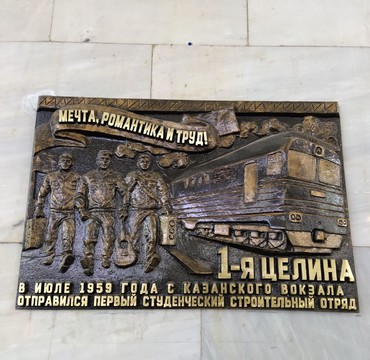 МЕЧТА, РОМАНТИКА И ТРУД!
1-Я ЦЕЛИНА
В ИЮЛЕ 1959 ГОДА С КАЗАНСКОГО ВОКЗАЛА
ОТПРАВИЛСЯ ПЕРВЫЙ СТУДЕНЧЕСКИЙ СТРОИТЕЛЬНЫЙ ОТРЯД